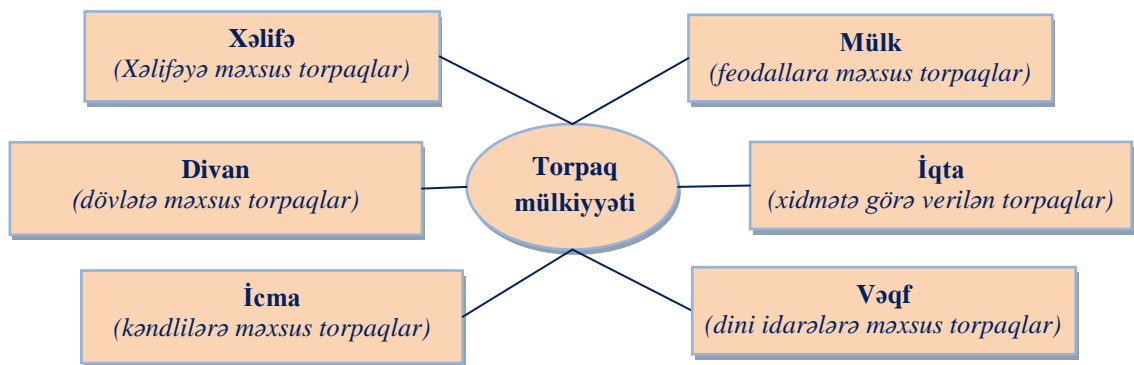 Xəlifə
(Xəlifəyə məxsus torpaqlar)
Mülk
(feodallara məxsus torpaqlar)
Divan
(dövlətə məxsus torpaqlar)
Torpaq
mülkiyyəti
İqta
(xidmətə görə verilən torpaqlar)
İcma
(kəndlilərə məxsus torpaqlar)
Vəqf
(dini idarələrə məxsus torpaqlar)